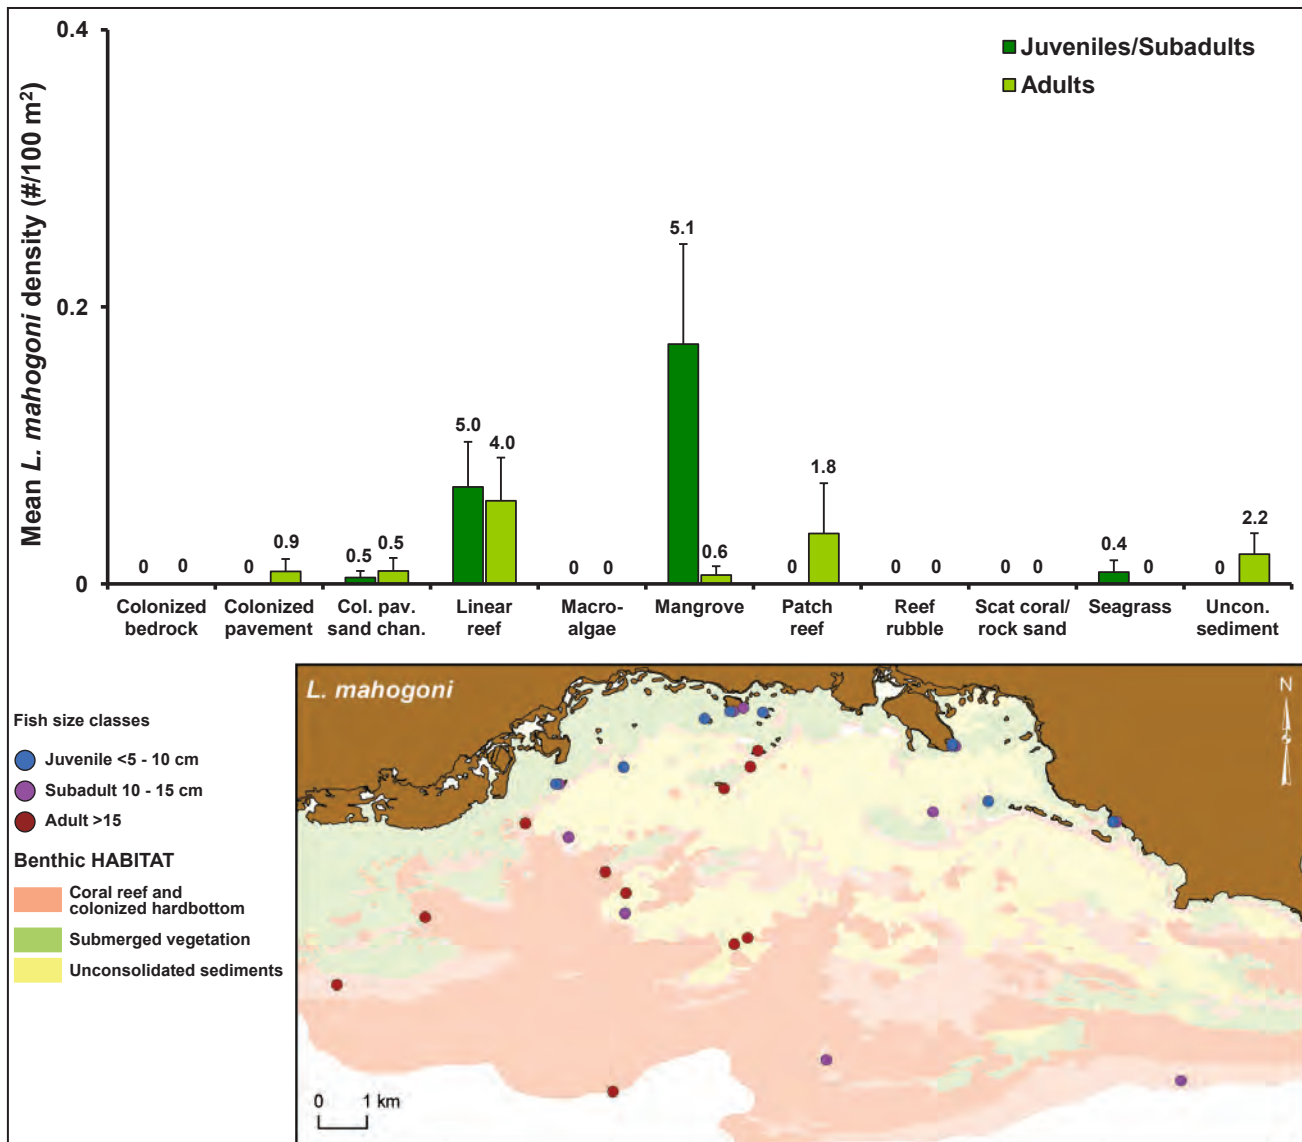 0.4
Juveniles/Subadults
Adults
Mean L. mahogoni density (#/100 m²)
0.2
0
0 0
0 0.9
0.5 0.5
5.0 4.0
0 0
5.1 0.6
0 1.8
0 0
0 0
0.4 0
0 2.2
Colonized
bedrock
Colonized
pavement
Col. pav.
sand chan.
Linear
reef
Macro-
algae
Mangrove
Patch
reef
Reef
rubble
Scat coral/
rock sand
Seagrass
Uncon.
sediment
L. mahogoni
N
Fish size classes
Juvenile <5 - 10 cm
Subadult 10 - 15 cm
Adult >15
Benthic HABITAT
Coral reef and
colonized hardbottom
Submerged vegetation
Unconsolidated sediments
0 1 km